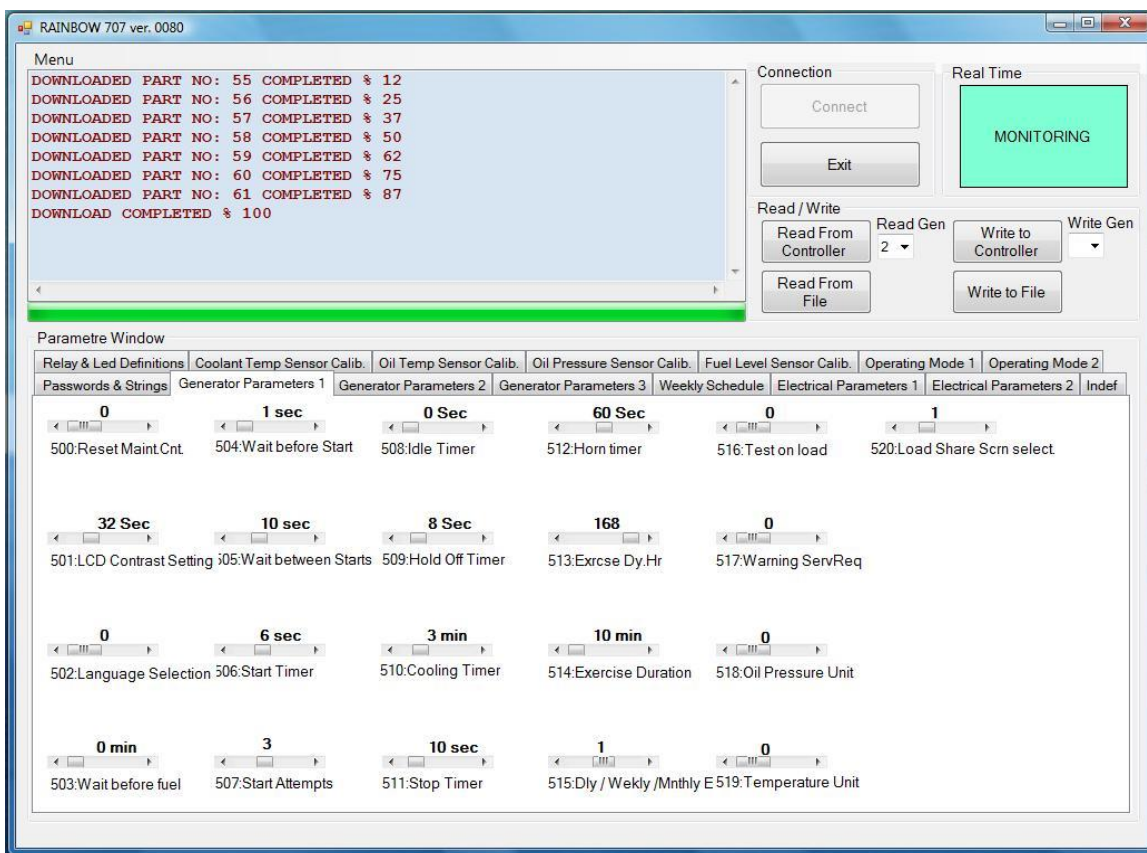 RAINBOW 707 ver. 0080
Menu
DOWNLOADED PART NO: 55 COMPLETED % 12
DOWNLOADED PART NO: 56 COMPLETED % 25
DOWNLOADED PART NO: 57 COMPLETED % 37
DOWNLOADED PART NO: 58 COMPLETED % 50
DOWNLOADED PART NO: 59 COMPLETED % 62
DOWNLOADED PART NO: 60 COMPLETED % 75
DOWNLOADED PART NO: 61 COMPLETED % 87
DOWNLOAD COMPLETED % 100
Connection
Connect
Exit
Real Time
MONITORING
Read / Write
Read From
Controller
Read Gen
2
Write to
Controller
Write Gen
Read From
File
Write to File
Parametre Window
Relay & Led Definitions Coolant Temp Sensor Calib. Oil Temp Sensor Calib. Oil Pressure Sensor Calib. Fuel Level Sensor Calib. Operating Mode 1 Operating Mode 2
Passwords & Strings Generator Parameters 1 Generator Parameters 2 Generator Parameters 3 Weekly Schedule Electrical Parameters 1 Electrical Parameters 2 Indef
0 1 sec 0 Sec 60 Sec 0 1
500:Reset Maint.Cnt. 504:Wait before Start 508:Idle Timer 512:Horn timer 516:Test on load 520:Load Share Scrn select.
32 Sec 10 sec 8 Sec 168 0
501:LCD Contrast Setting 505:Wait between Starts 509:Hold Off Timer 513:Exrcse Dy.Hr 517:Warning ServReq
0 6 sec 3 min 10 min 0
502:Language Selection 506:Start Timer 510:Cooling Timer 514:Exercise Duration 518:Oil Pressure Unit
0 min 3 10 sec 1 0
503:Wait before fuel 507:Start Attempts 511:Stop Timer 515:Dly / Wekly /Mnthly E 519:Temperature Unit